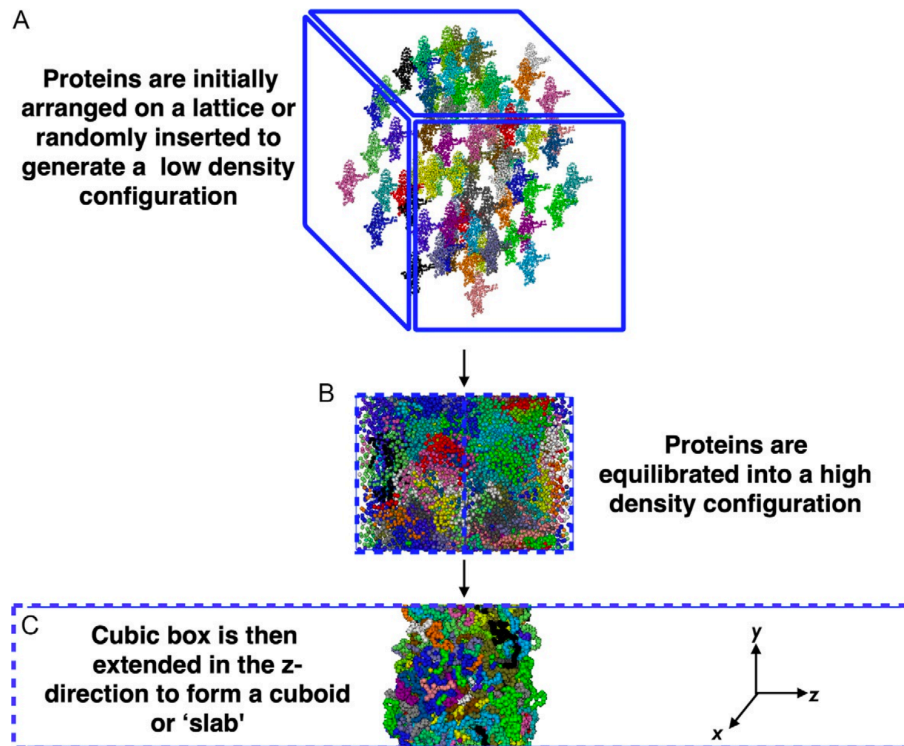 A
Proteins are initially
arranged on a lattice or
randomly inserted to
generate a  low density
configuration
B
Proteins are
equilibrated into a high
density configuration
C
Cubic box is then
extended in the z-
direction to form a cuboid
or ‘slab'
y
z
x